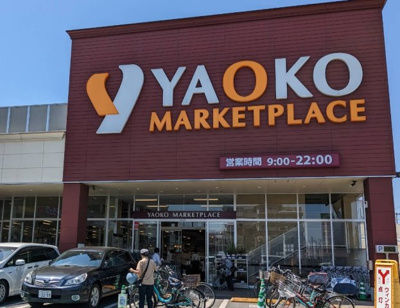 YAOKO
MARKETPLACE
営業時間 9:00-22:00
YAOKO MARKETPLACE